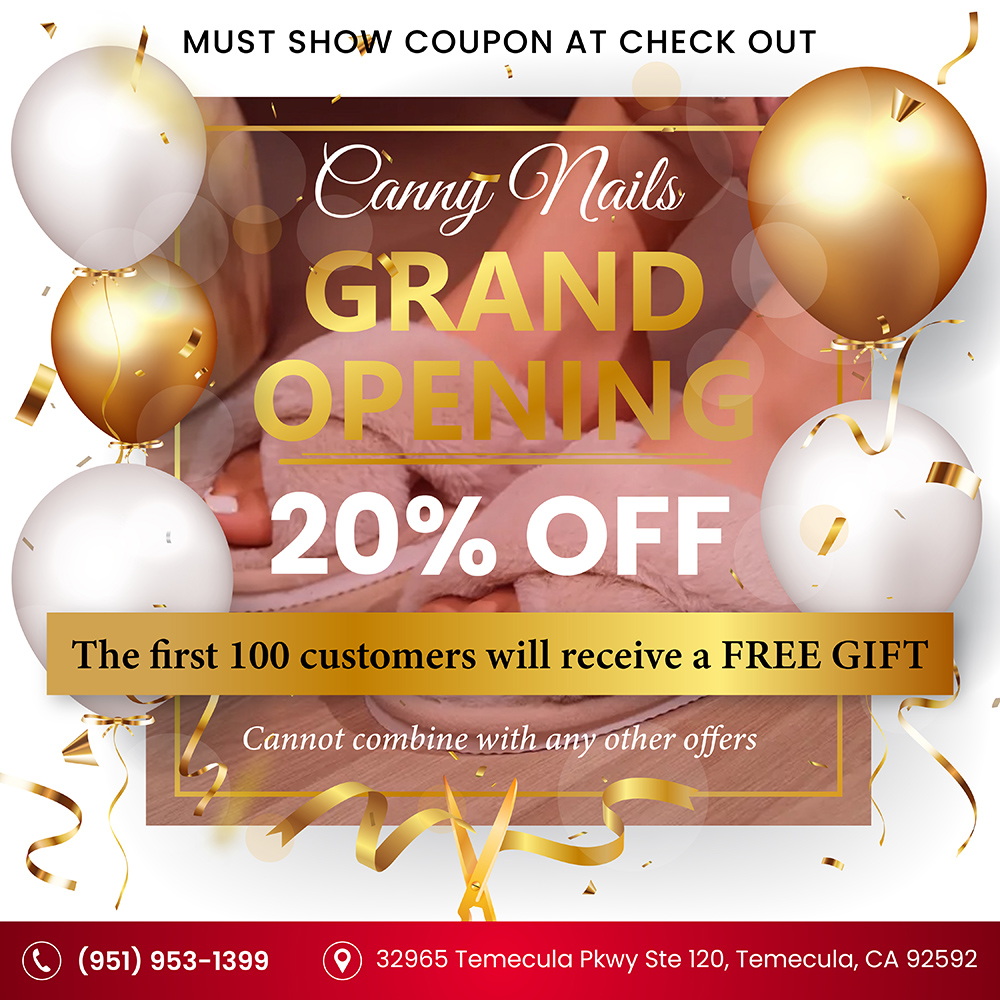 MUST SHOW COUPON AT CHECK OUT
Canny Nails
GRAND
OPENING
20% OFF
The first 100 customers will receive a FREE GIFT
Cannot combine with any other offers
(951) 953-1399
32965 Temecula Pkwy Ste 120, Temecula, CA 92592